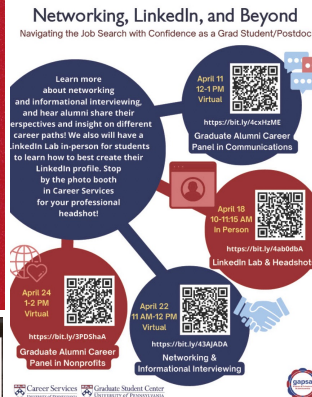 Networking, LinkedIn, and Beyond
Navigating the Job Search with Confidence as a Grad Student/Postdoc
Learn more
about networking
and informational interviewing,
and hear alumni share their
erspectives and insight on different
career paths! We also will have a
LinkedIn Lab in-person for students
to learn how to best create their
LinkedIn profile. Stop
by the photo booth
in Career Services
for your professional
headshot!
April 11
12-1 PM
Virtual
https://bit.ly/4cxHzME
Graduate Alumni Career
Panel in Communications
April 18
10-11:15 AM
In Person
https://bit.ly/4ab0dbA
LinkedIn Lab & Headshot
April 24
1-2 PM
Virtual
https://bit.ly/3PDShaA
Graduate Alumni Career
Panel in Nonprofits
April 22
11 AM-12 PM
Virtual
https://bit.ly/43AJADA
Networking &
Informational Interviewing
Career Services
Graduate Student Center
UNIVERSITY OF PENNSYLVANIA
gapsa